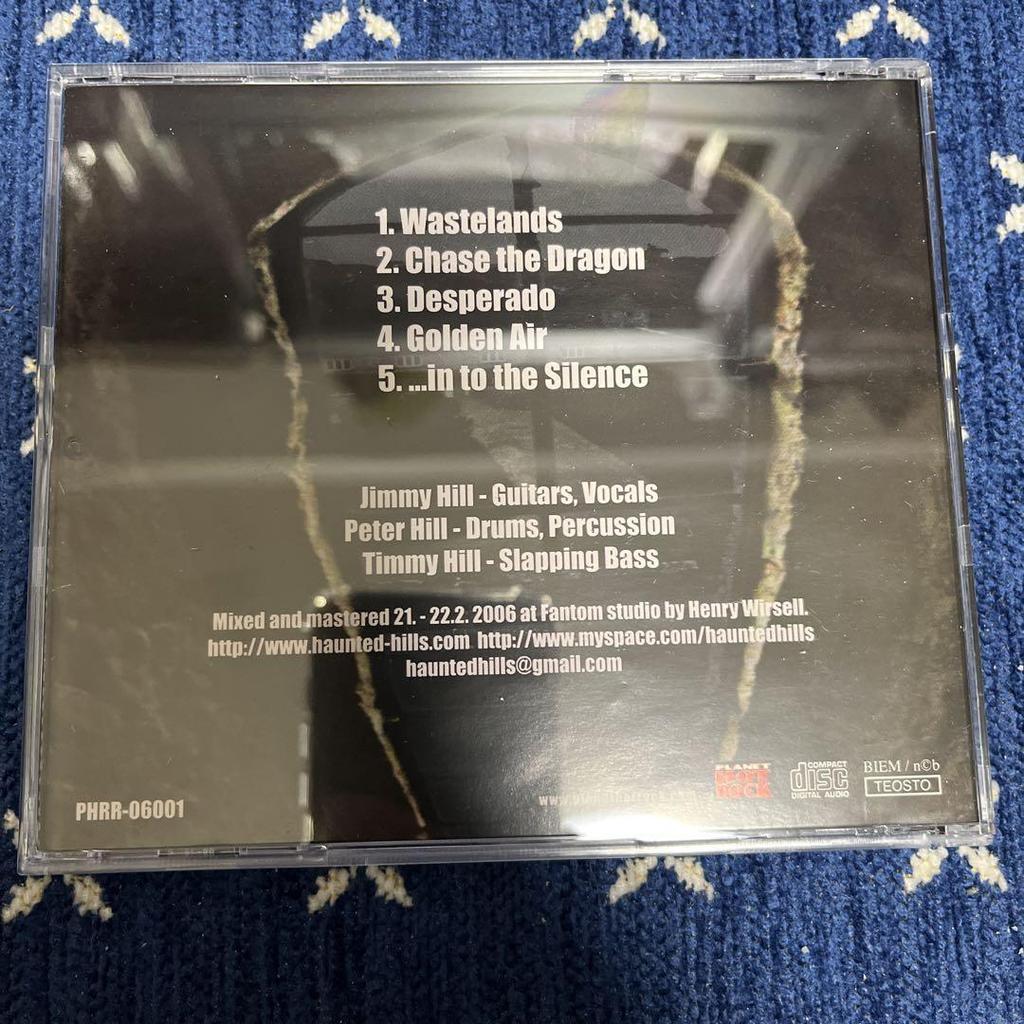 1. Wastelands
2. Chase the Dragon
3. Desperado
4. Golden Air
5. ...in to the Silence
Jimmy Hill - Guitars, Vocals
Peter Hill - Drums, Percussion
Timmy Hill - Slapping Bass
Mixed and mastered 21. - 22.2. 2006 at Fantom studio by Henry Wirsell.
http://www.haunted-hills.com http://www.myspace.com/hauntedhills
hauntedhills@gmail.com
PHRR-06001
PLANET
ROCK
COMPACT
disc
DIGITAL AUDIO
BIEM / n©b
TEOSTO